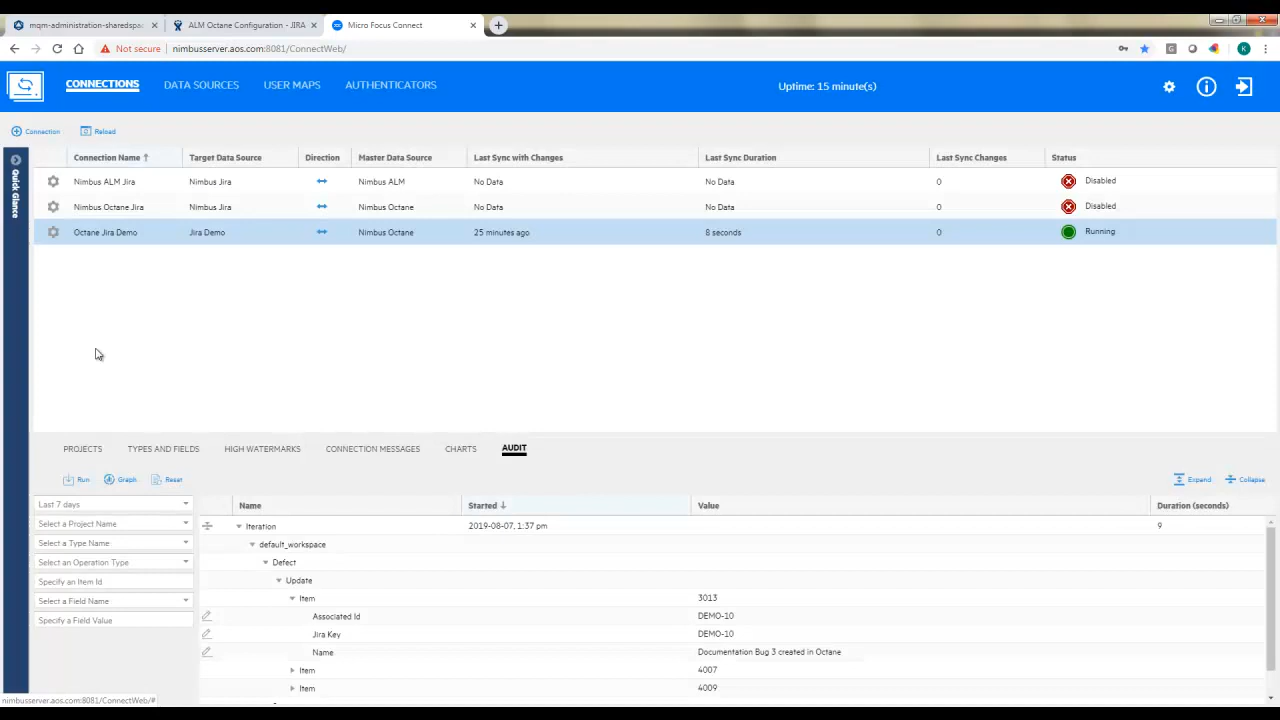 mqm-administration-sharedspac
ALM Octane Configuration - JIRA
Micro Focus Connect
Not secure
nimbusserver.aos.com:8081/ConnectWeb/
K
CONNECTIONS DATA SOURCES USER MAPS AUTHENTICATORS Uptime: 15 minute(s)
Connection Reload
Connection Name Target Data Source Direction Master Data Source Last Sync with Changes Last Sync Duration Last Sync Changes Status
Nimbus ALM Jira Nimbus Jira Nimbus ALM No Data No Data 0 Disabled
Nimbus Octane Jira Nimbus Jira Nimbus Octane No Data No Data 0 Disabled
Octane Jira Demo Jira Demo Nimbus Octane 25 minutes ago 8 seconds 0 Running
Quick Glance
PROJECTS TYPES AND FIELDS HIGH WATERMARKS CONNECTION MESSAGES CHARTS AUDIT
Run Graph Reset Expand Collapse
Last 7 days
Select a Project Name
Select a Type Name
Select an Operation Type
Specify an Item Id
Select a Field Name
Specify a Field Value
Name Started Value Duration (seconds)
Iteration 2019-08-07, 1:37 pm 9
default_workspace
Defect
Update
Item 3013
Associated Id DEMO-10
Jira Key DEMO-10
Name Documentation Bug 3 created in Octane
Item 4007
Item 4009
nimbusserver.aos.com:8081/ConnectWeb/#